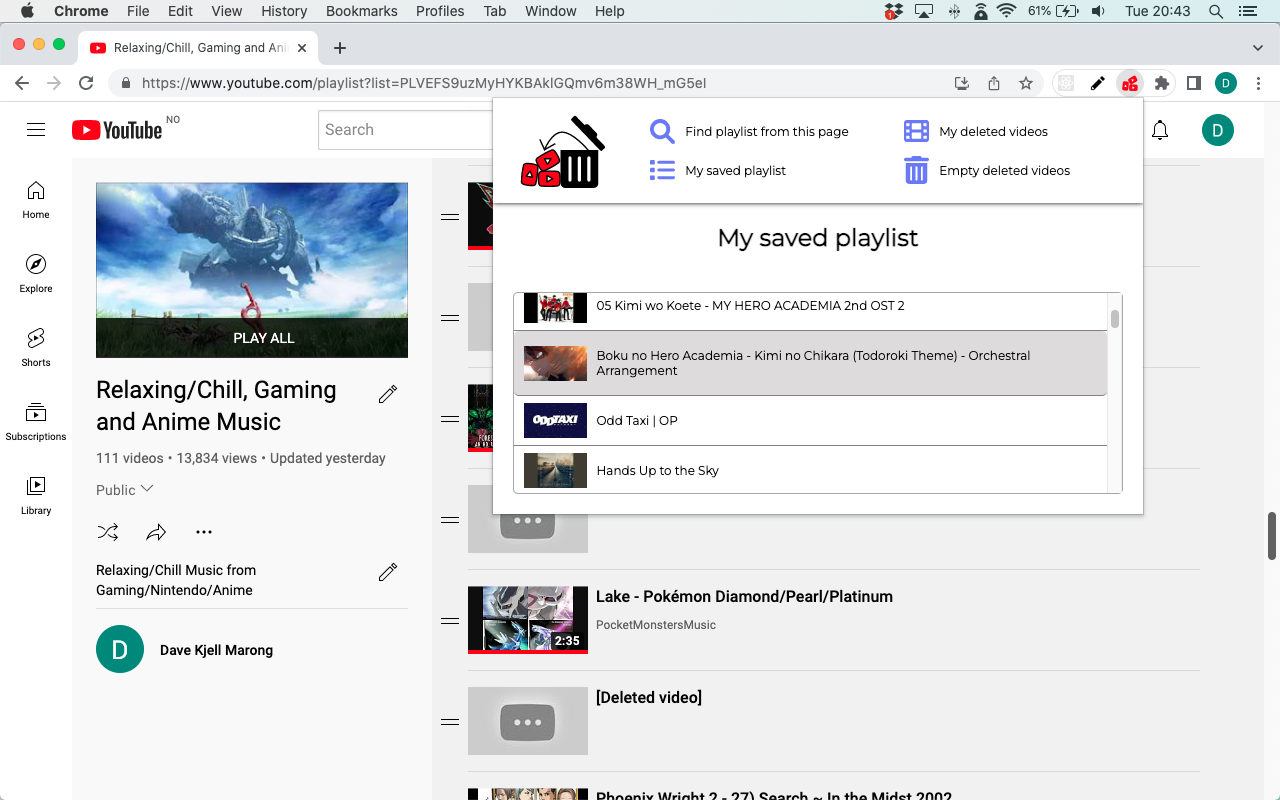 Chrome File Edit View History Bookmarks Profiles Tab Window Help 1 61% Tue 20:43
Relaxing/Chill, Gaming and Ani
https://www.youtube.com/playlist?list=PLVEFS9uzMyHYKBAklGQmv6m38WH_mG5el D
YouTube NO
Search
D
Find playlist from this page
My deleted videos
My saved playlist
Empty deleted videos
My saved playlist
05 Kimi wo Koete - MY HERO ACADEMIA 2nd OST 2
Boku no Hero Academia - Kimi no Chikara (Todoroki Theme) - Orchestral
Arrangement
ODDTAXI
Odd Taxi | OP
Hands Up to the Sky
Home
Explore
Shorts
Subscriptions
Library
PLAY ALL
Relaxing/Chill, Gaming
and Anime Music
111 videos • 13,834 views • Updated yesterday
Public
Relaxing/Chill Music from
Gaming/Nintendo/Anime
D
Dave Kjell Marong
Lake - Pokémon Diamond/Pearl/Platinum
PocketMonstersMusic
2:35
[Deleted video]
Phoenix Wright 2 - 27) Search ~ In the Midst 2002